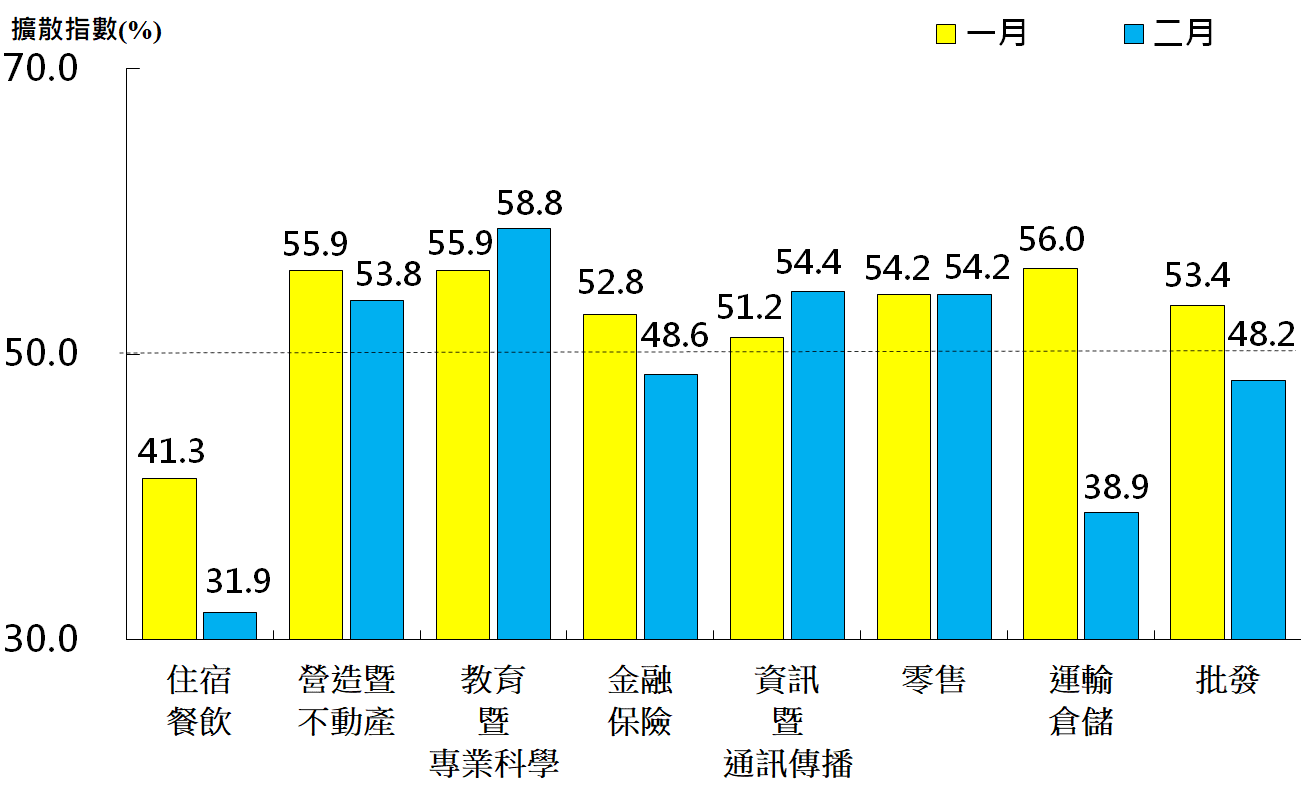 擴散指數(%)
一月
二月
70.0
50.0
30.0
41.3
31.9
55.9
53.8
55.9
58.8
52.8
48.6
51.2
54.4
54.2
54.2
56.0
38.9
53.4
48.2
住宿
餐飲
營造暨
不動產
教育
暨
專業科學
金融
保險
資訊
暨
通訊傳播
零售
運輸
倉儲
批發